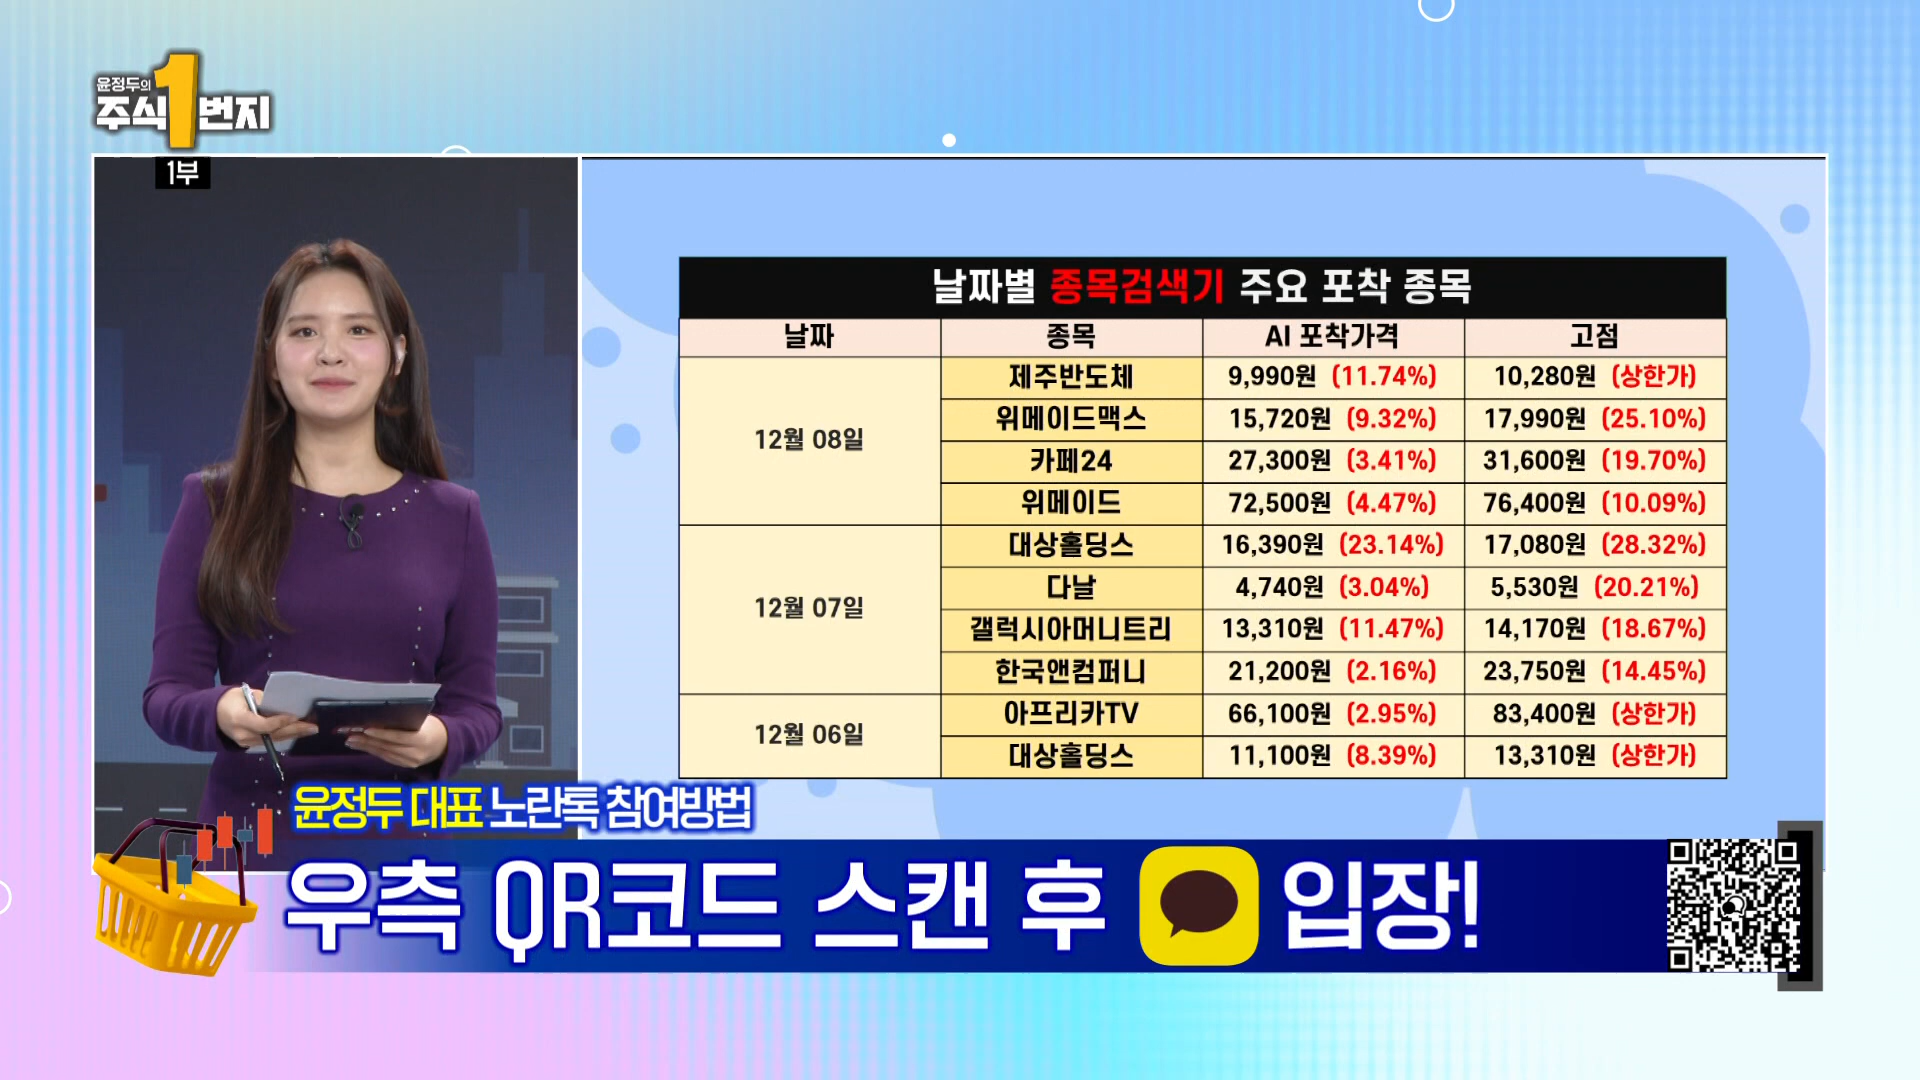 윤정두의
주식1번지
1부
날짜별 종목검색기 주요 포착 종목
날짜 종목 AI 포착가격 고점
12월 08일
제주반도체 9,990원 (11.74%) 10,280원 (상한가)
위메이드맥스 15,720원 (9.32%) 17,990원 (25.10%)
카페24 27,300원 (3.41%) 31,600원 (19.70%)
위메이드 72,500원 (4.47%) 76,400원 (10.09%)
12월 07일
대상홀딩스 16,390원 (23.14%) 17,080원 (28.32%)
다날 4,740원 (3.04%) 5,530원 (20.21%)
갤럭시아머니트리 13,310원 (11.47%) 14,170원 (18.67%)
한국앤컴퍼니 21,200원 (2.16%) 23,750원 (14.45%)
12월 06일
아프리카TV 66,100원 (2.95%) 83,400원 (상한가)
대상홀딩스 11,100원 (8.39%) 13,310원 (상한가)
윤정두 대표 노란톡 참여방법
우측 QR코드 스캔 후 입장!